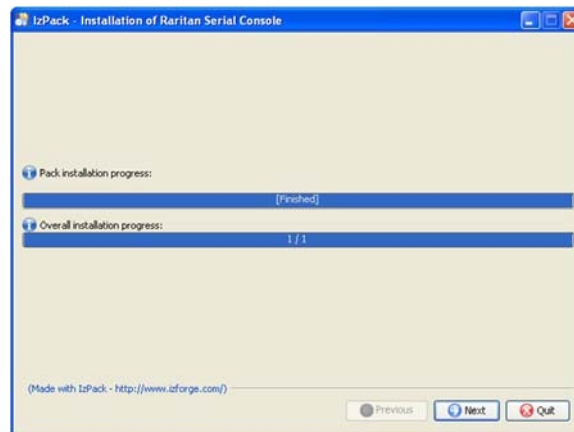 IzPack - Installation of Raritan Serial Console
Pack installation progress:
[Finished]
Overall installation progress:
1 / 1
(Made with IzPack - http://www.izforge.com/)
Previous
Next
Quit